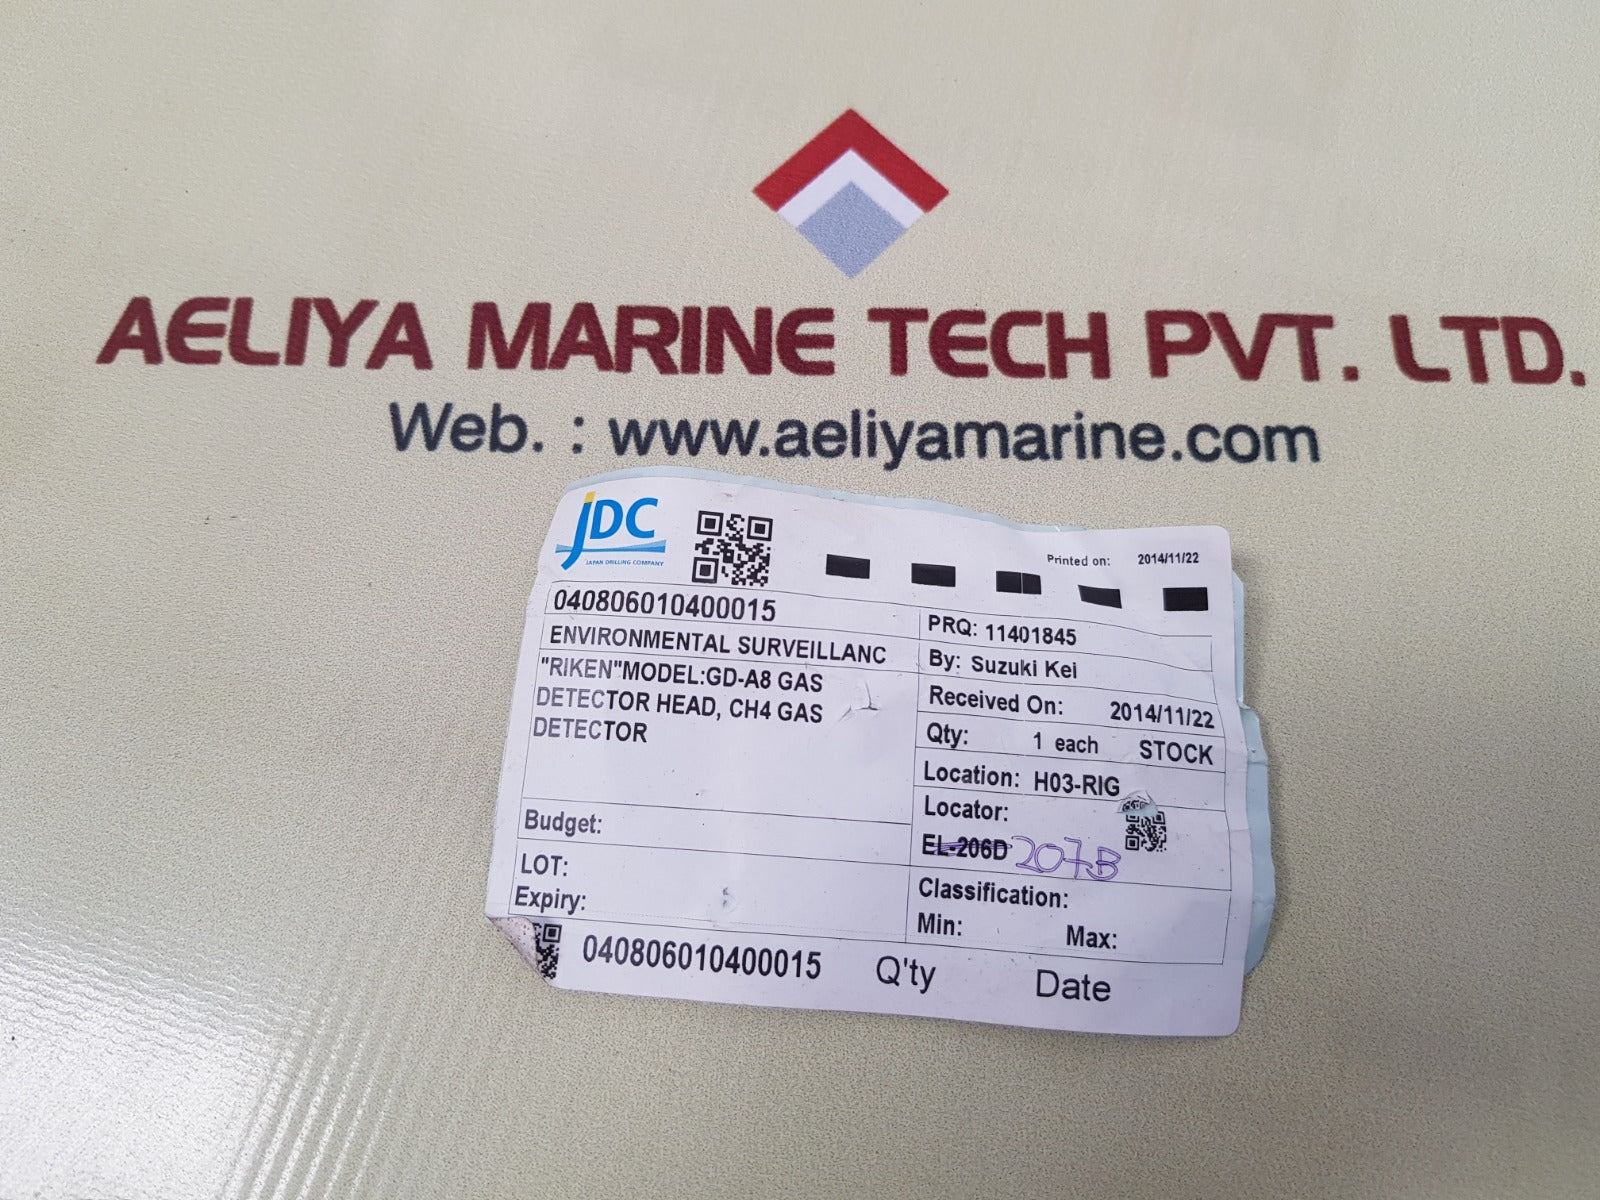 AELIYA MARINE TECH PVT. LTD.
Web. : www.aeliyamarine.com
JDC
JAPAN DRILLING COMPANY
Printed on: 2014/11/22
040806010400015
ENVIRONMENTAL SURVEILLANC
"RIKEN"MODEL:GD-A8 GAS
DETECTOR HEAD, CH4 GAS
DETECTOR
Budget:
LOT:
Expiry:
PRQ: 11401845
By: Suzuki Kei
Received On: 2014/11/22
Qty: 1 each STOCK
Location: H03-RIG
Locator:
EL-206D 207B
Classification:
Min: Max:
040806010400015 Q'ty Date